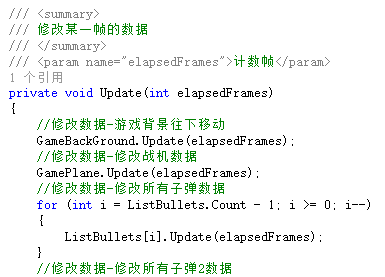 /// <summary>
/// 修改某一帧的数据
/// </summary>
/// <param name="elapsedFrames">计数帧</param>
1 个引用
private void Update(int elapsedFrames)
{
//修改数据-游戏背景往下移动
GameBackGround.Update(elapsedFrames);
//修改数据-修改战机数据
GamePlane.Update(elapsedFrames);
//修改数据-修改所有子弹数据
for (int i = ListBullets.Count - 1; i >= 0; i--)
{
ListBullets[i].Update(elapsedFrames);
}
//修改数据-修改所有子弹2数据